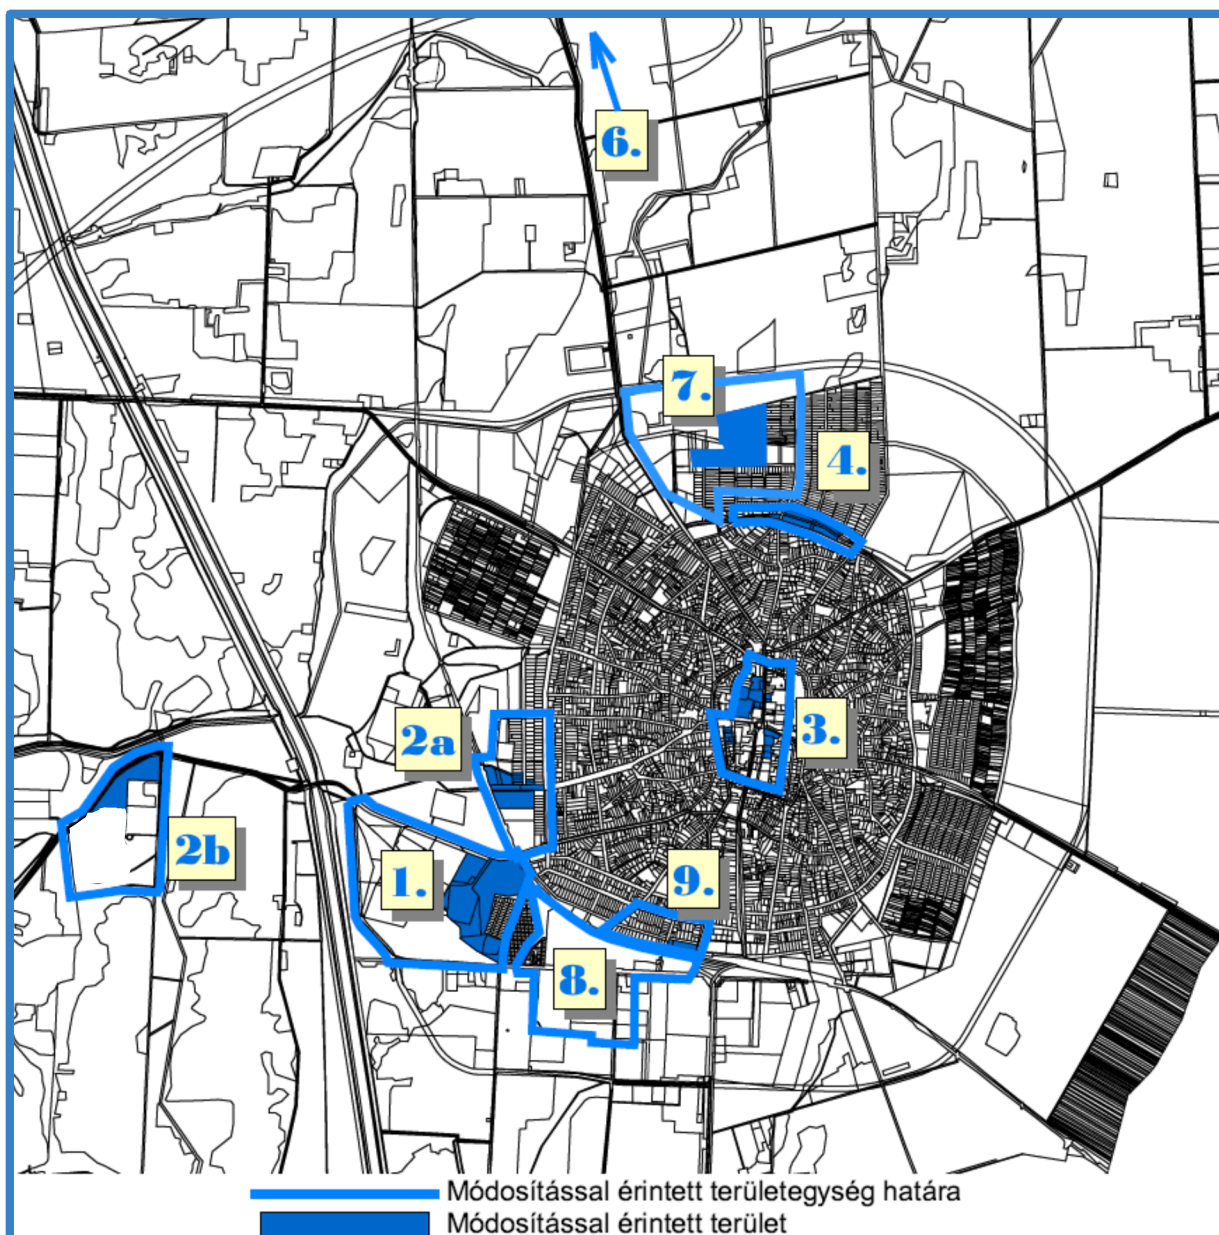 6.
7.
4.
3.
2a
2b
1.
9.
8.
Módosítással érintett területegység határa
Módosítással érintett terület